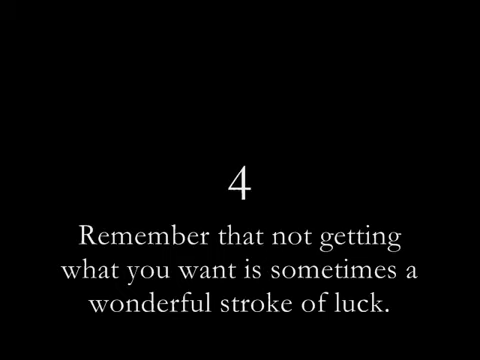 4
Remember that not getting
what you want is sometimes a
wonderful stroke of luck.